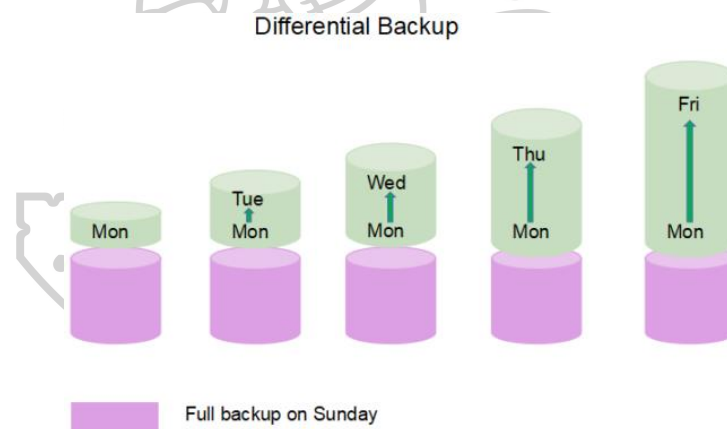 Differential Backup
Fri
Thu
Wed
Tue
Mon Mon Mon Mon Mon
Full backup on Sunday